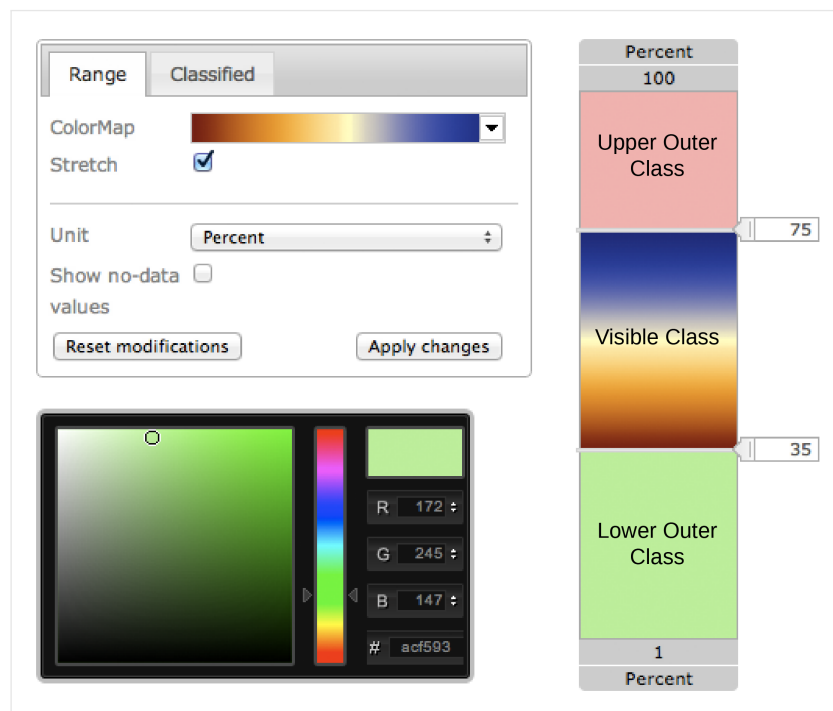 Range
Classified
ColorMap
Stretch
Unit
Percent
Show no-data
values
Reset modifications
Apply changes
R 172
G 245
B 147
# acf593
Percent
100
Upper Outer
Class
75
Visible Class
35
Lower Outer
Class
1
Percent